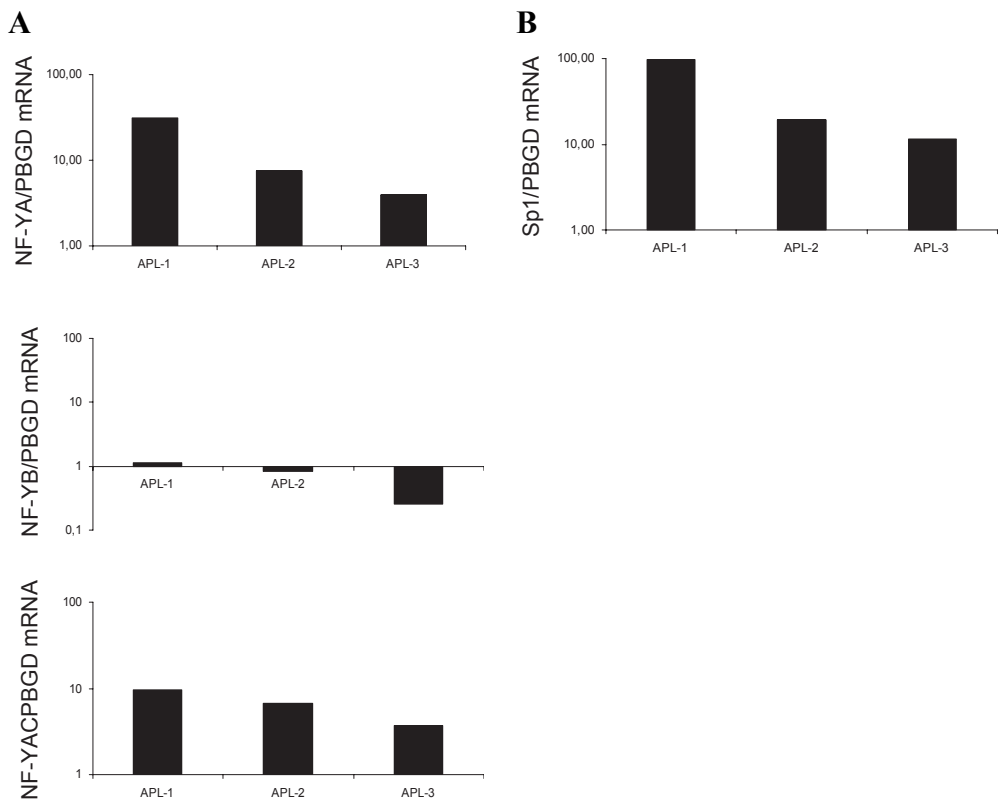 A
NF-YA/PBGD mRNA
100,00
10,00
1,00
APL-1 APL-2 APL-3
B
Sp1/PBGD mRNA
100,00
10,00
1,00
APL-1 APL-2 APL-3
NF-YB/PBGD mRNA
100
10
1
0,1
APL-1 APL-2
NF-YACPBGD mRNA
100
10
1
APL-1 APL-2 APL-3